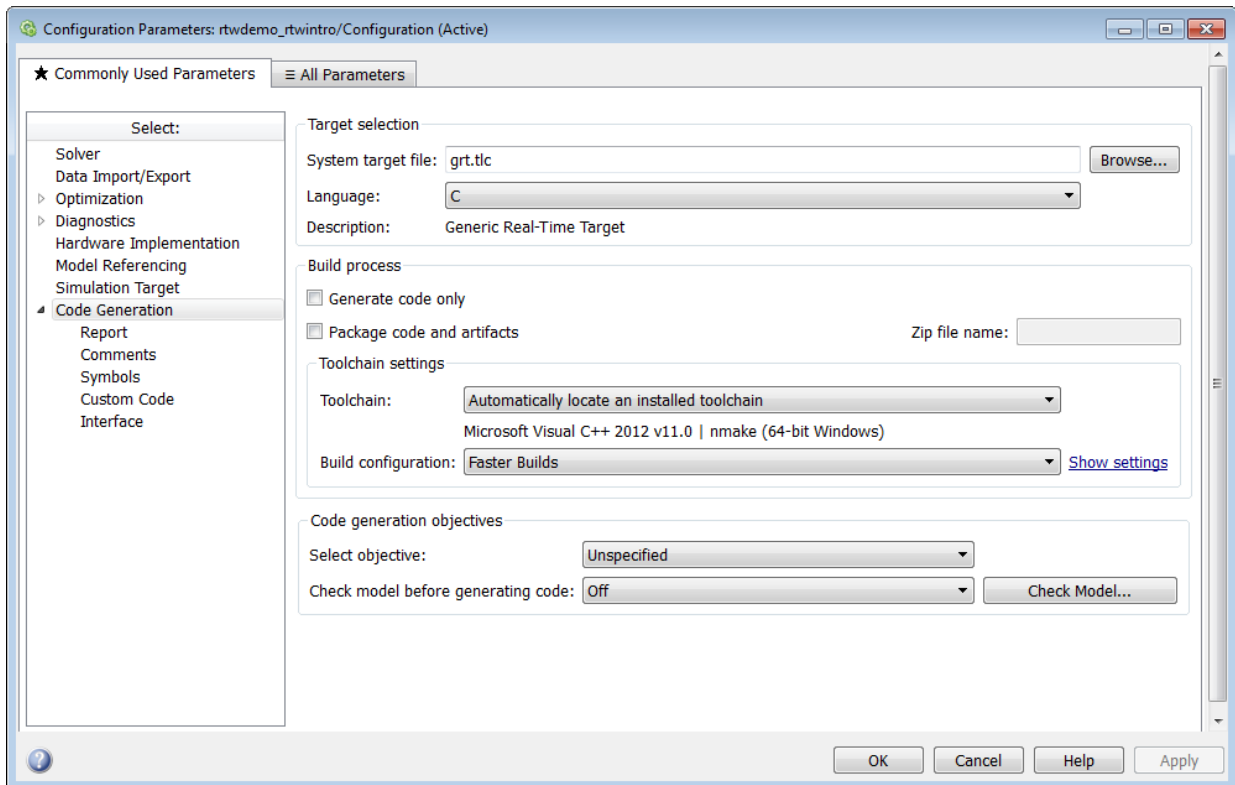 Configuration Parameters: rtwdemo_rtwintro/Configuration (Active)
★ Commonly Used Parameters
≡ All Parameters
Select:
Solver
Data Import/Export
Optimization
Diagnostics
Hardware Implementation
Model Referencing
Simulation Target
Code Generation
Report
Comments
Symbols
Custom Code
Interface
Target selection
System target file: grt.tlc Browse...
Language: C
Description: Generic Real-Time Target
Build process
Generate code only
Package code and artifacts Zip file name:
Toolchain settings
Toolchain: Automatically locate an installed toolchain
Microsoft Visual C++ 2012 v11.0 | nmake (64-bit Windows)
Build configuration: Faster Builds Show settings
Code generation objectives
Select objective: Unspecified
Check model before generating code: Off Check Model...
? OK Cancel Help Apply